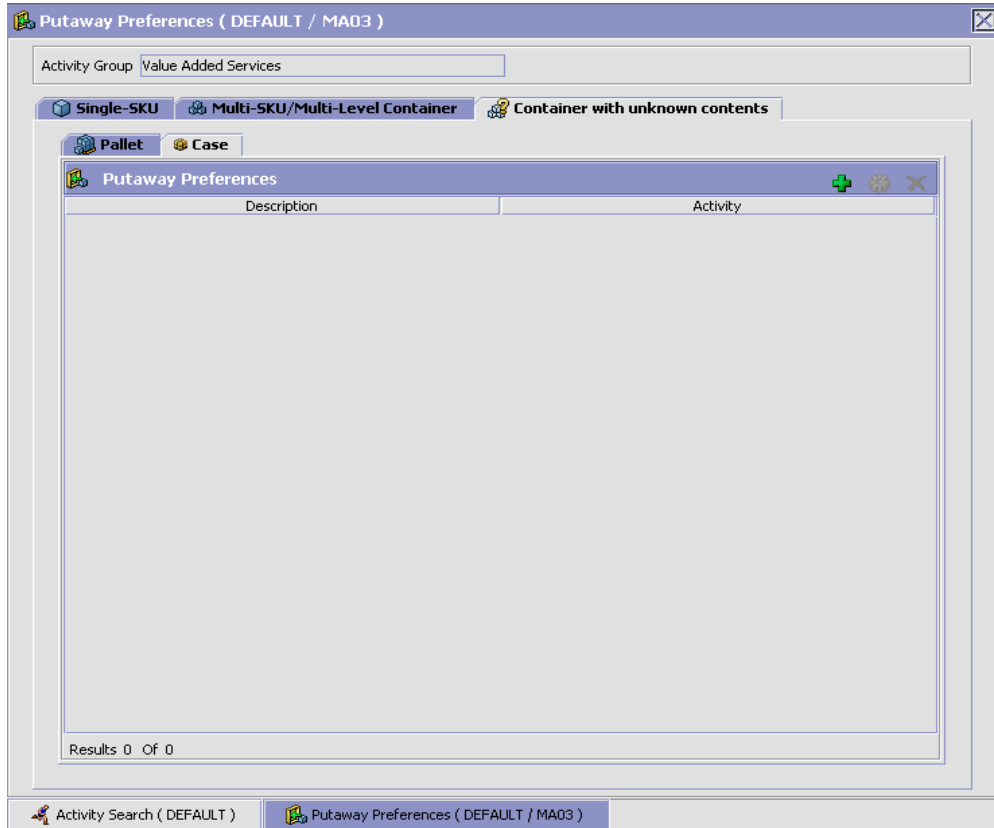 Putaway Preferences ( DEFAULT / MA03 )
Activity Group Value Added Services
Single-SKU Multi-SKU/Multi-Level Container Container with unknown contents
Pallet Case
Putaway Preferences
Description Activity
Results 0 Of 0
Activity Search ( DEFAULT ) Putaway Preferences ( DEFAULT / MA03 )